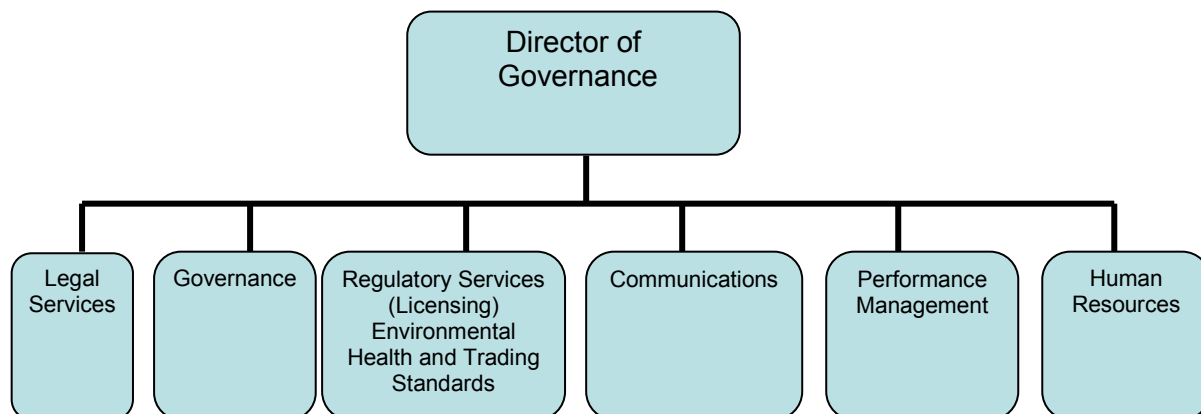 Director of
Governance
Legal
Services
Governance
Regulatory Services
(Licensing)
Environmental
Health and Trading
Standards
Communications
Performance
Management
Human
Resources